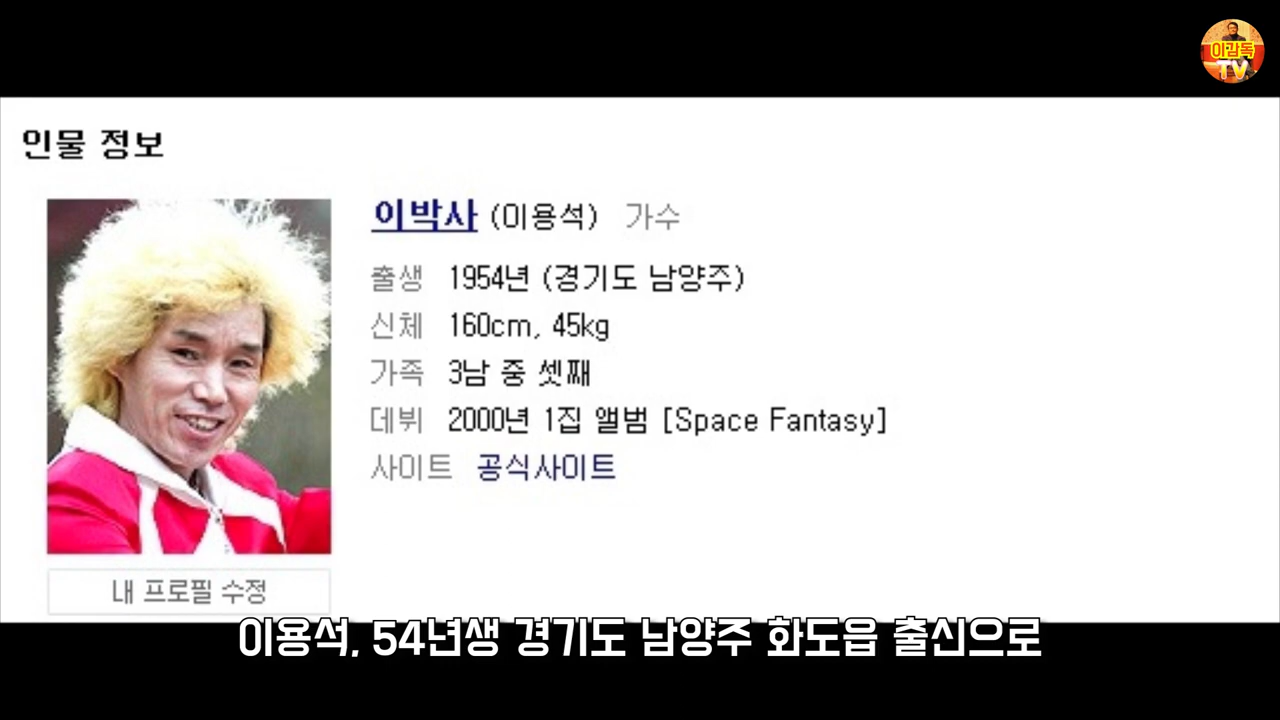 이감독
TV
인물 정보
이박사 (이용석) 가수
출생 1954년 (경기도 남양주)
신체 160cm, 45kg
가족 3남 중 셋째
데뷔 2000년 1집 앨범 [Space Fantasy]
사이트 공식사이트
내 프로필 수정
이용석, 54년생 경기도 남양주 화도읍 출신으로